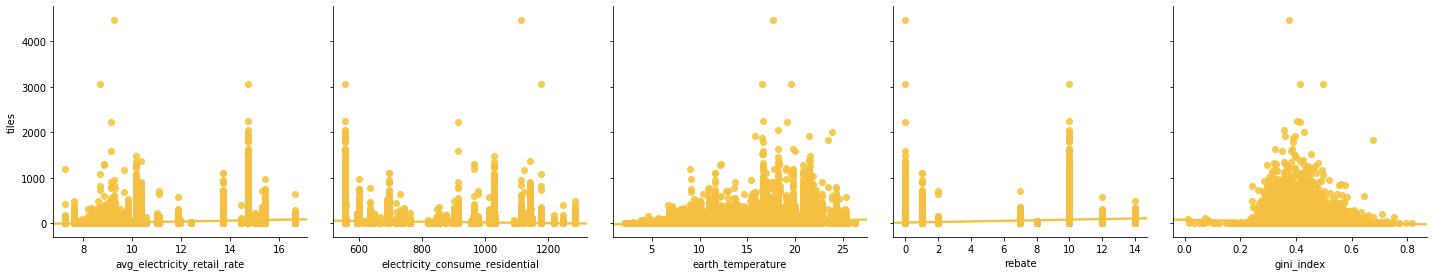 tiles
4000
3000
2000
1000
0
8 10 12 14 16
avg_electricity_retail_rate
600 800 1000 1200
electricity_consume_residential
5 10 15 20 25
earth_temperature
0 2 4 6 8 10 12 14
rebate
0.0 0.2 0.4 0.6 0.8
gini_index